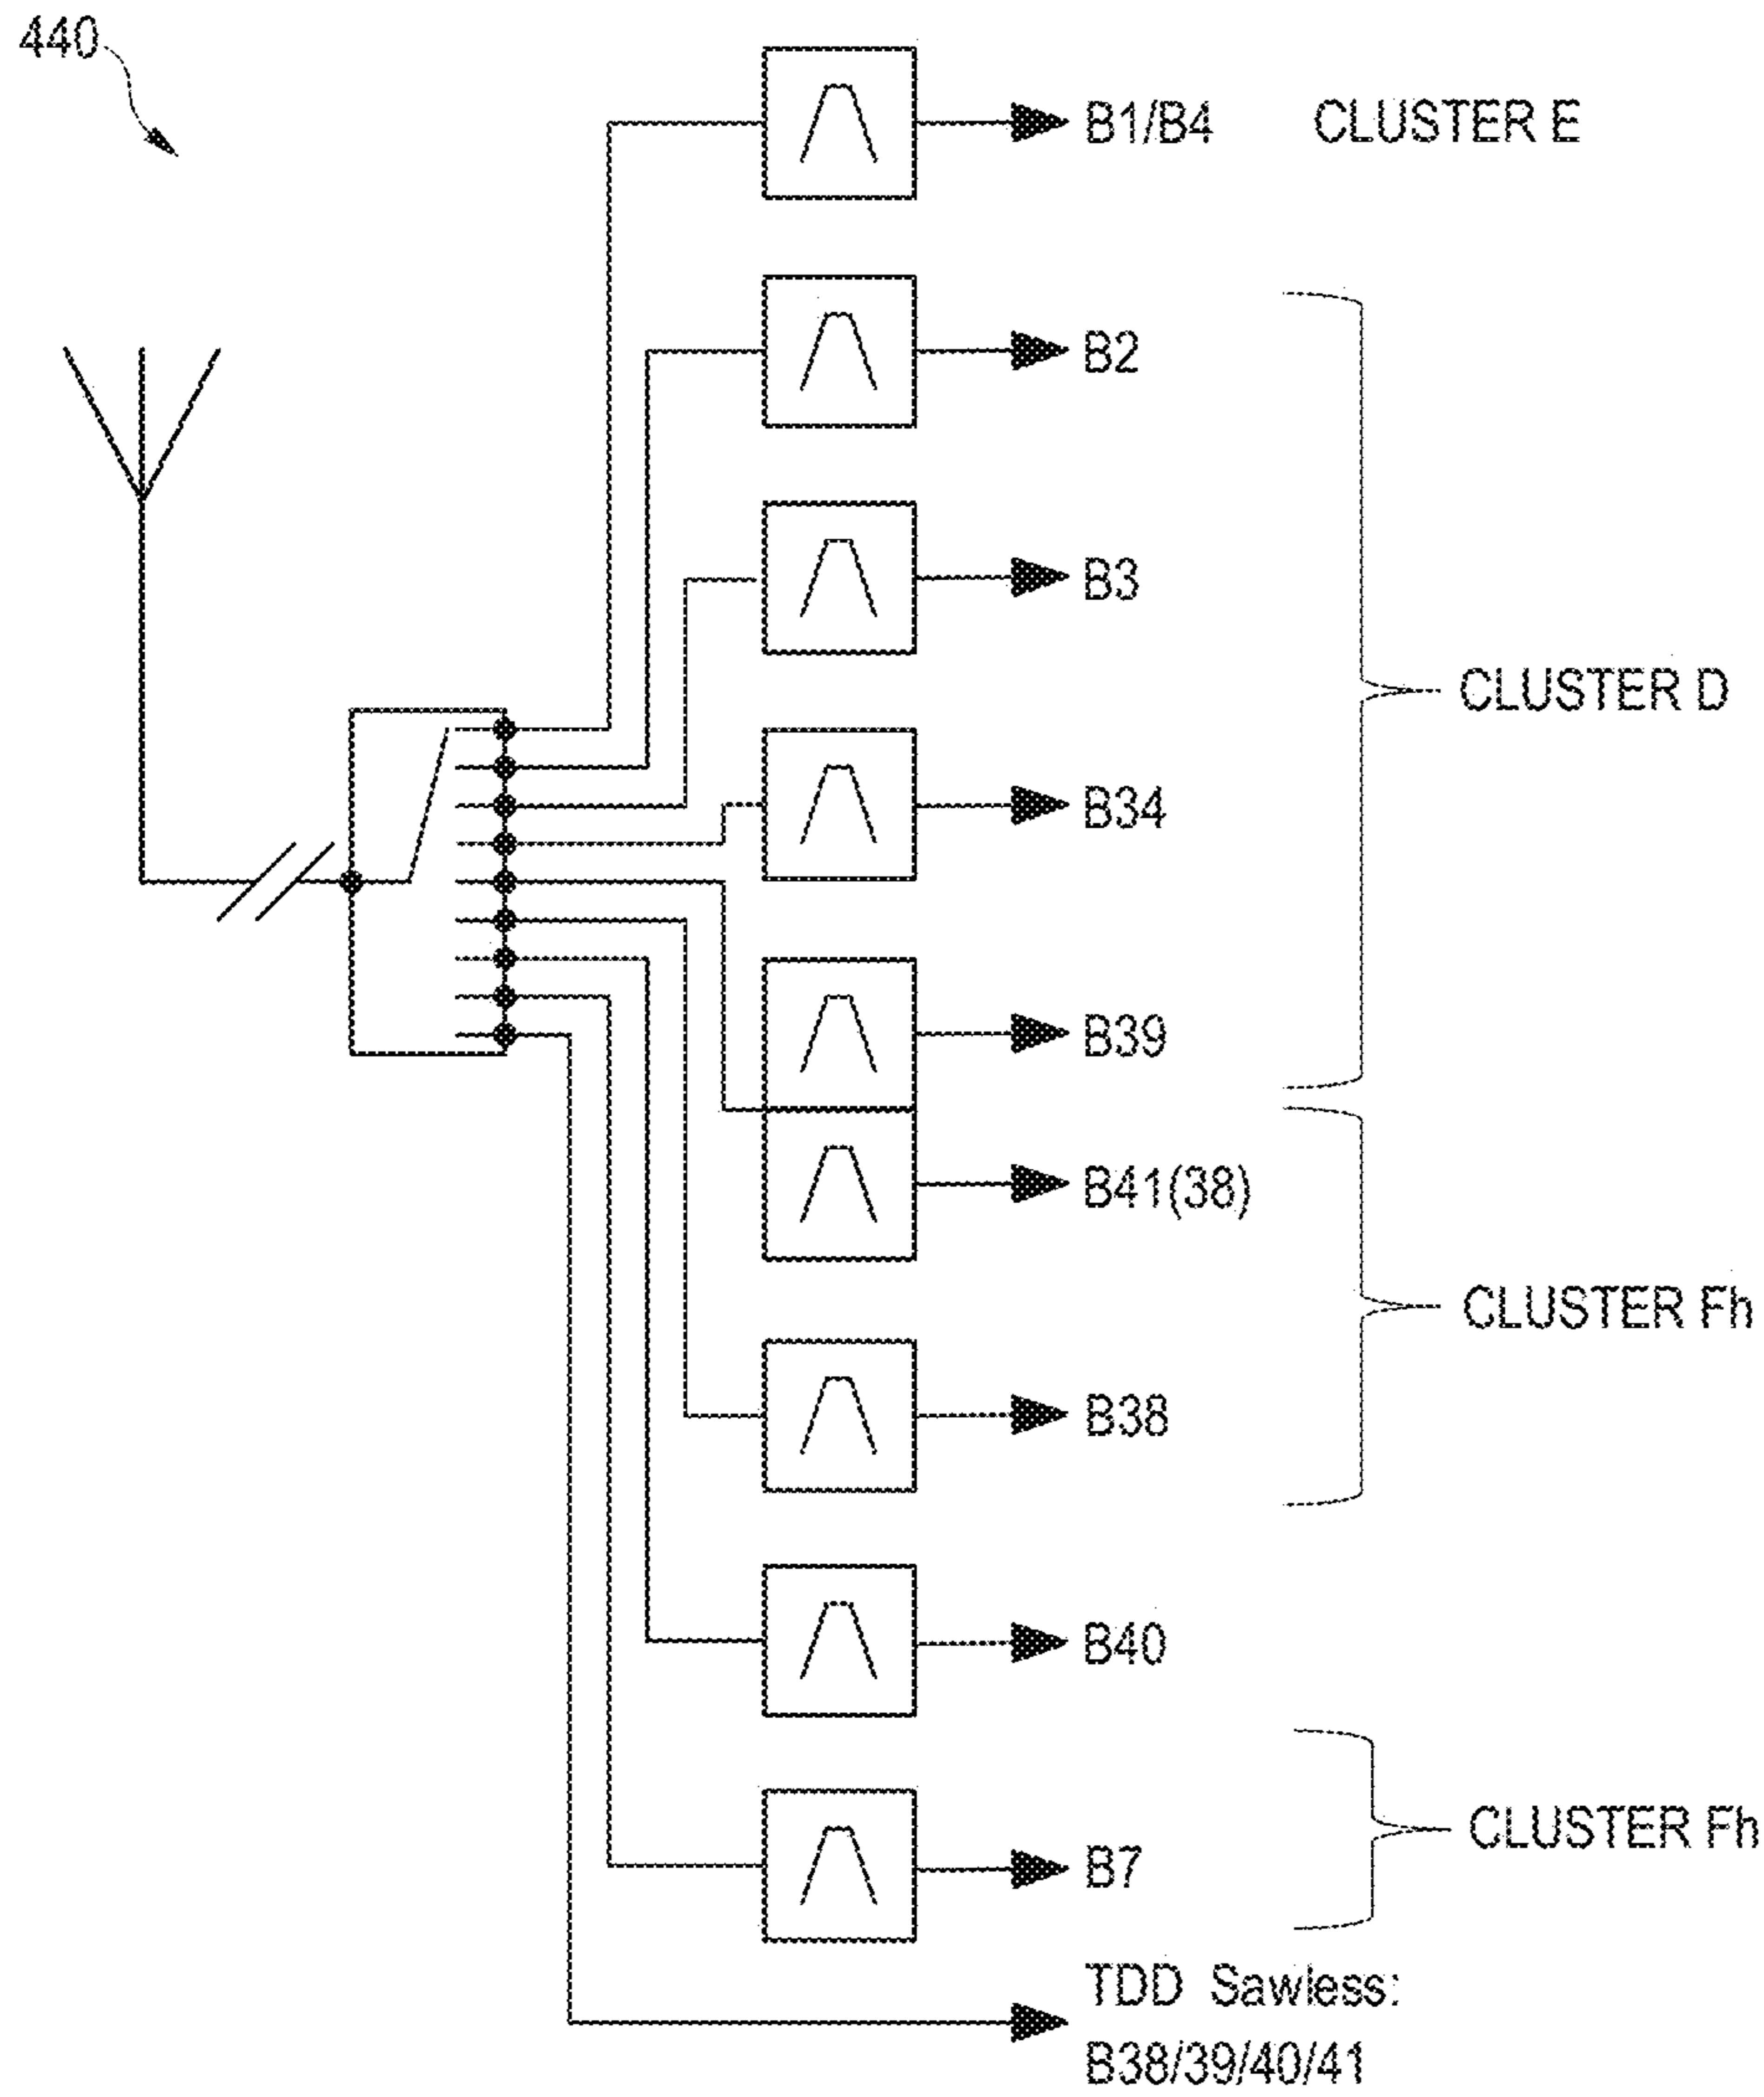 440
B1/B4 CLUSTER E
B2
B3
CLUSTER D
B34
B39
B41(38)
CLUSTER Fh
B38
B40
CLUSTER Fh
B7
TDD Sawless:
B38/39/40/41